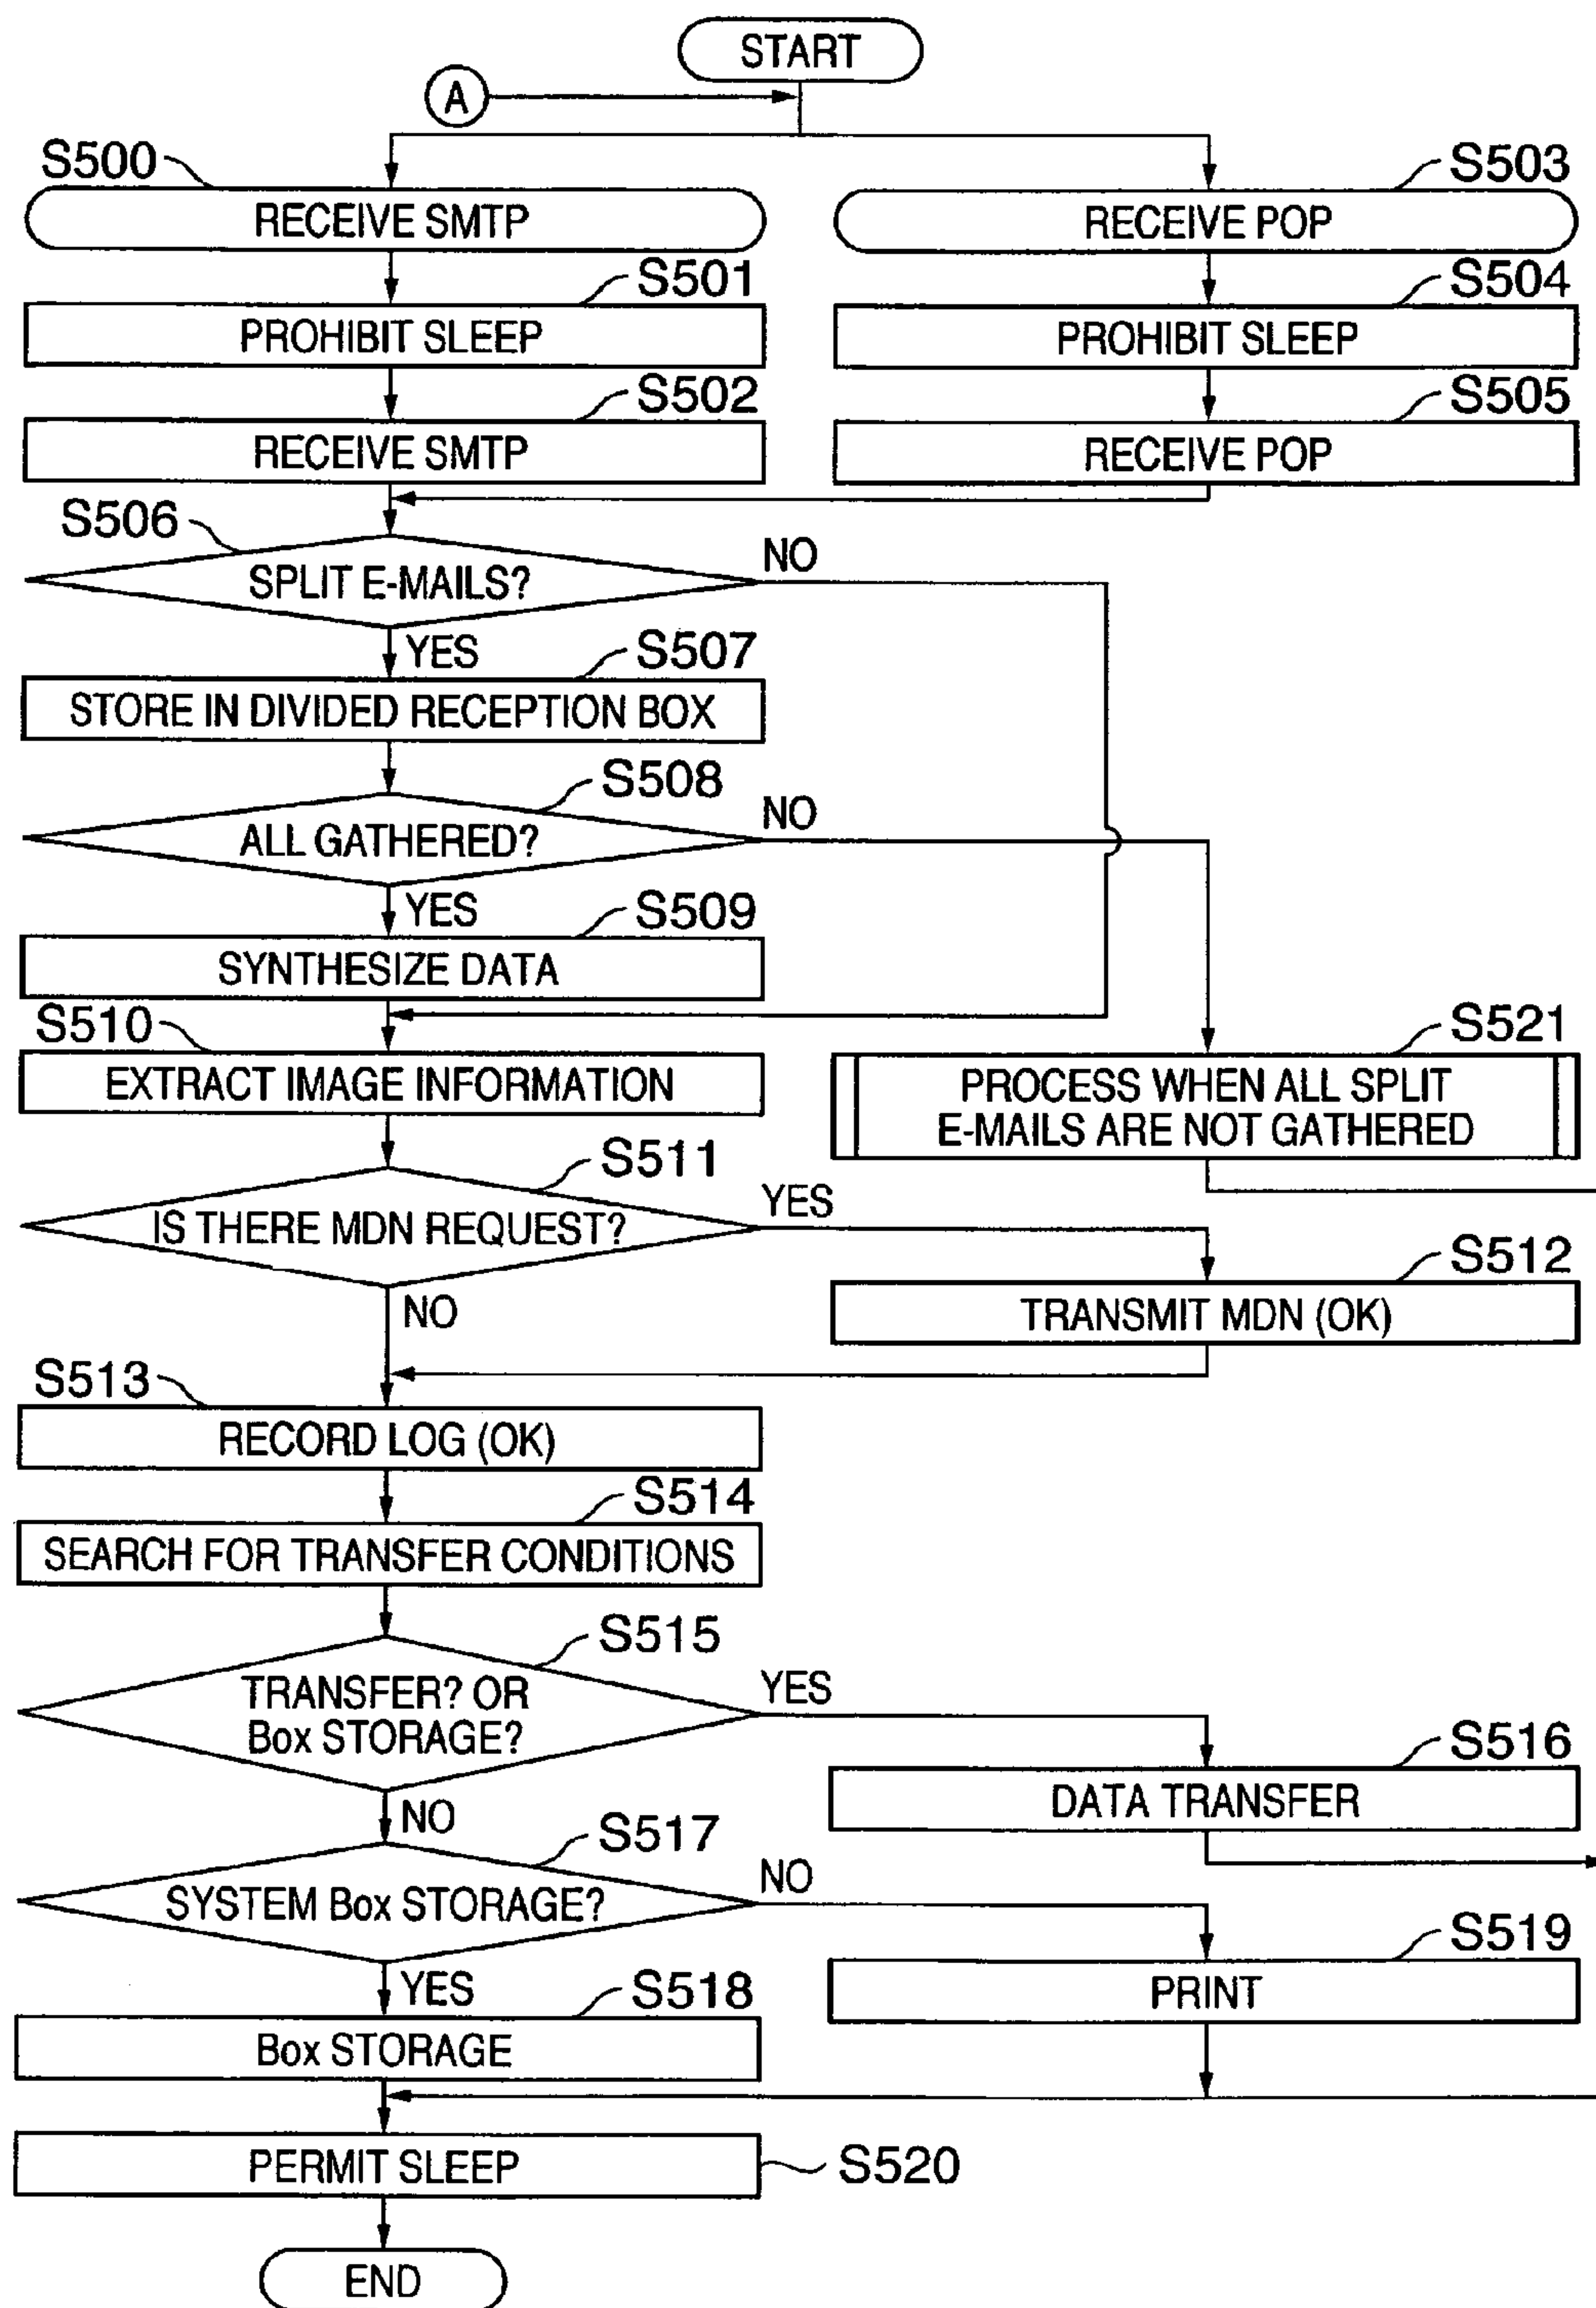 START
A
S500
RECEIVE SMTP
S503
RECEIVE POP
S501
PROHIBIT SLEEP
S504
PROHIBIT SLEEP
S502
RECEIVE SMTP
S505
RECEIVE POP
S506
SPLIT E-MAILS?
NO
YES
S507
STORE IN DIVIDED RECEPTION BOX
S508
ALL GATHERED?
NO
YES
S509
SYNTHESIZE DATA
S510
EXTRACT IMAGE INFORMATION
S521
PROCESS WHEN ALL SPLIT
E-MAILS ARE NOT GATHERED
S511
IS THERE MDN REQUEST?
YES
NO
S512
TRANSMIT MDN (OK)
S513
RECORD LOG (OK)
S514
SEARCH FOR TRANSFER CONDITIONS
S515
TRANSFER? OR
Box STORAGE?
YES
NO
S516
DATA TRANSFER
S517
SYSTEM Box STORAGE?
NO
YES
S519
PRINT
S518
Box STORAGE
PERMIT SLEEP
S520
END